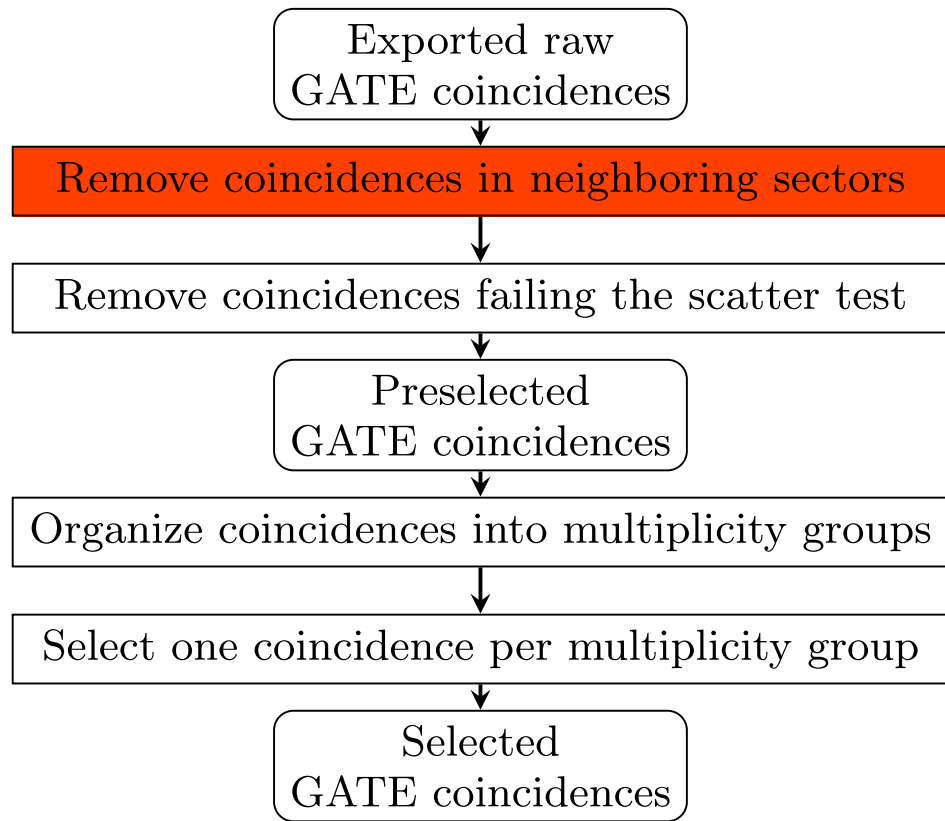 Exported raw
GATE coincidences
Remove coincidences in neighboring sectors
Remove coincidences failing the scatter test
Preselected
GATE coincidences
Organize coincidences into multiplicity groups
Select one coincidence per multiplicity group
Selected
GATE coincidences